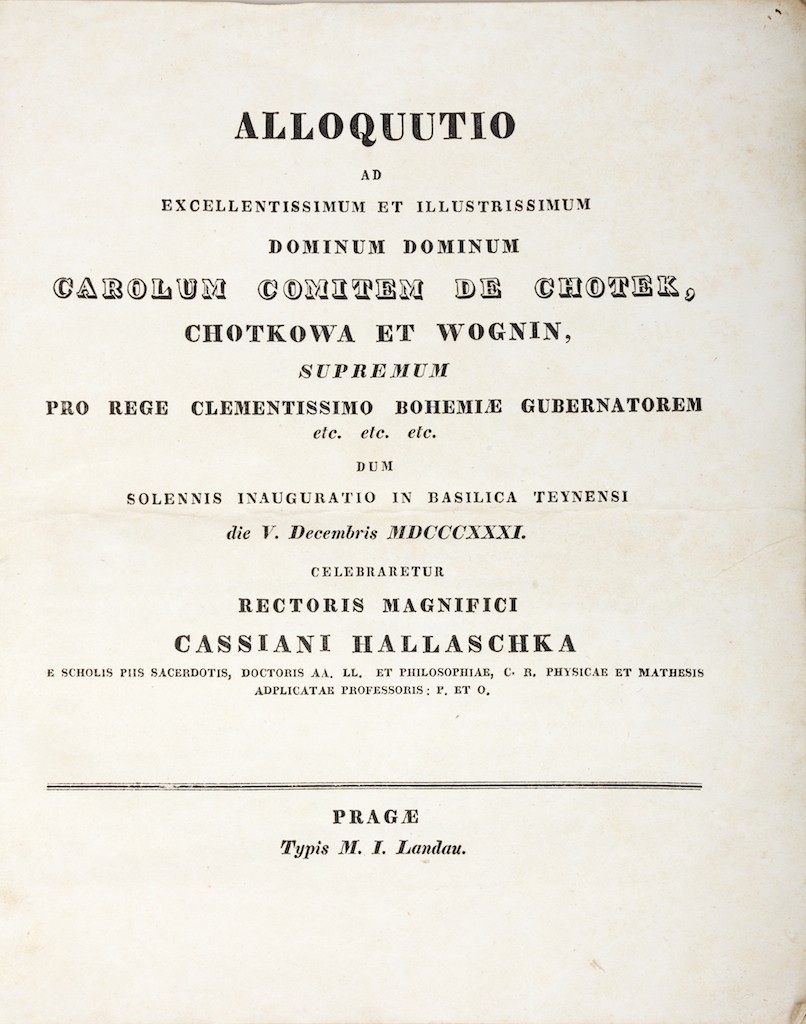 ALLOQUUTIO
AD
EXCELLENTISSIMUM ET ILLUSTRISSIMUM
DOMINUM DOMINUM
CAROLUM COMITEM DE CHOTEK,
CHOTKOWA ET WOGNIN,
SUPREMUM
PRO REGE CLEMENTISSIMO BOHEMIÆ GUBERNATOREM
etc. etc. etc.
DUM
SOLENNIS INAUGURATIO IN BASILICA TEYNENSI
die V. Decembris MDCCCXXXI.
CELEBRARETUR
RECTORIS MAGNIFICI
CASSIANI HALLASCHKA
E SCHOLIS PIIS SACERDOTIS, DOCTORIS AA. LL. ET PHILOSOPHIAE, C. R. PHYSICAE ET MATHESIS
ADPLICATAE PROFESSORIS: P. ET O.
PRAGÆ
Typis M. I. Landau.